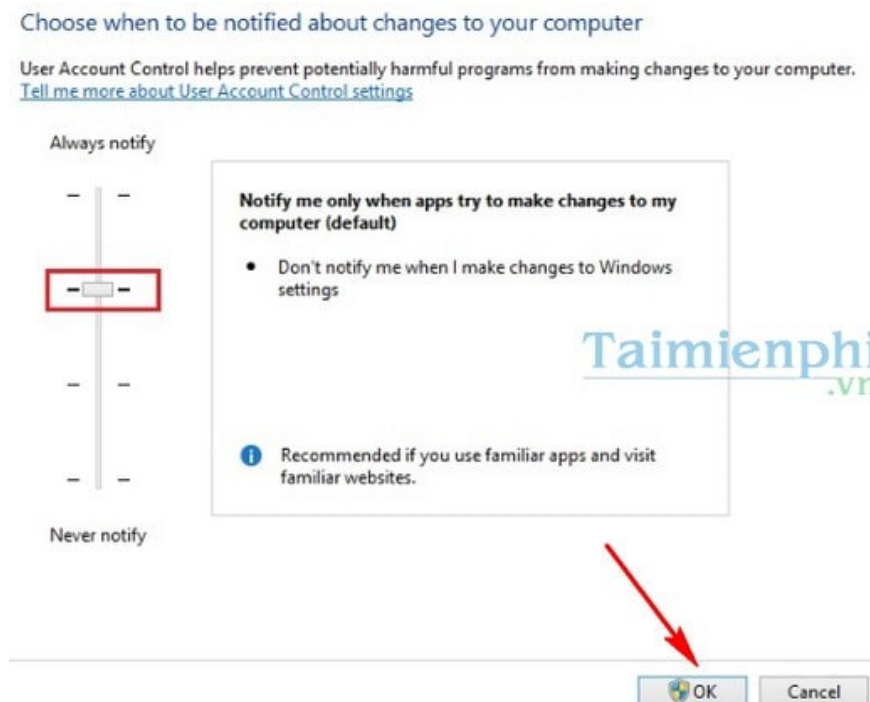 Choose when to be notified about changes to your computer
User Account Control helps prevent potentially harmful programs from making changes to your computer.
Tell me more about User Account Control settings
Always notify
Notify me only when apps try to make changes to my
computer (default)
• Don't notify me when I make changes to Windows
settings
Taimienphi
.vn
Recommended if you use familiar apps and visit
familiar websites.
Never notify
OK
Cancel